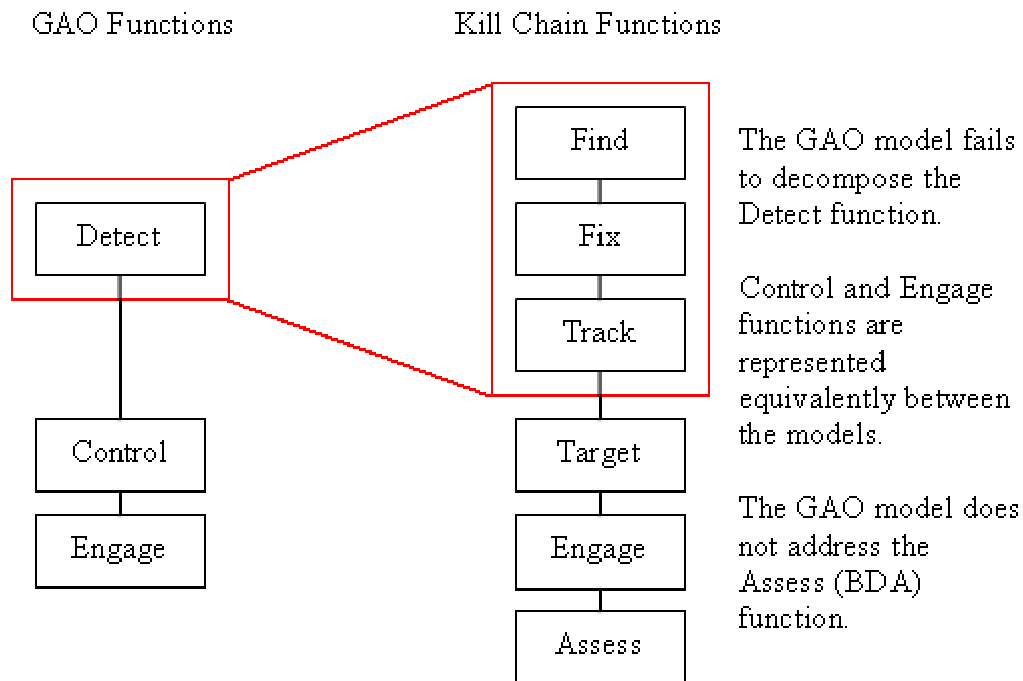 GAO Functions
Kill Chain Functions
Detect
Control
Engage
Find
Fix
Track
Target
Engage
Assess
The GAO model fails
to decompose the
Detect function.
Control and Engage
functions are
represented
equivalently between
the models.
The GAO model does
not address the
Assess (BDA)
function.